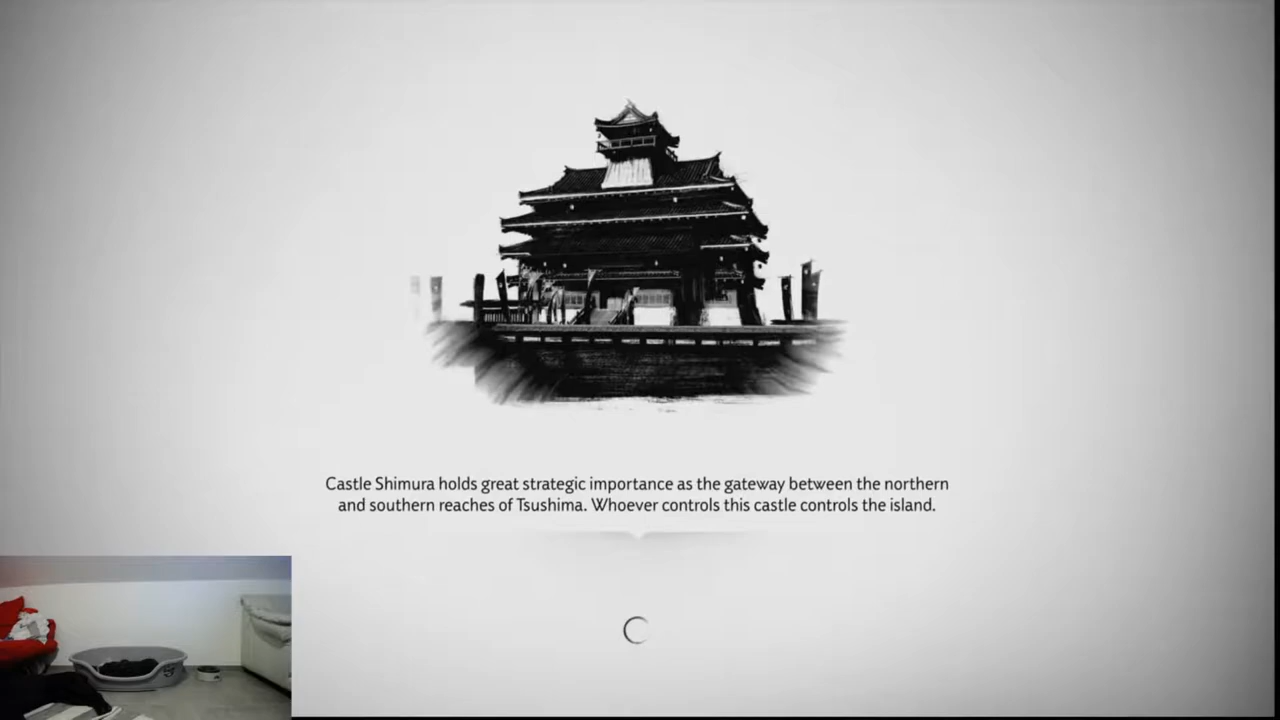 Castle Shimura holds great strategic importance as the gateway between the northern
and southern reaches of Tsushima. Whoever controls this castle controls the island.